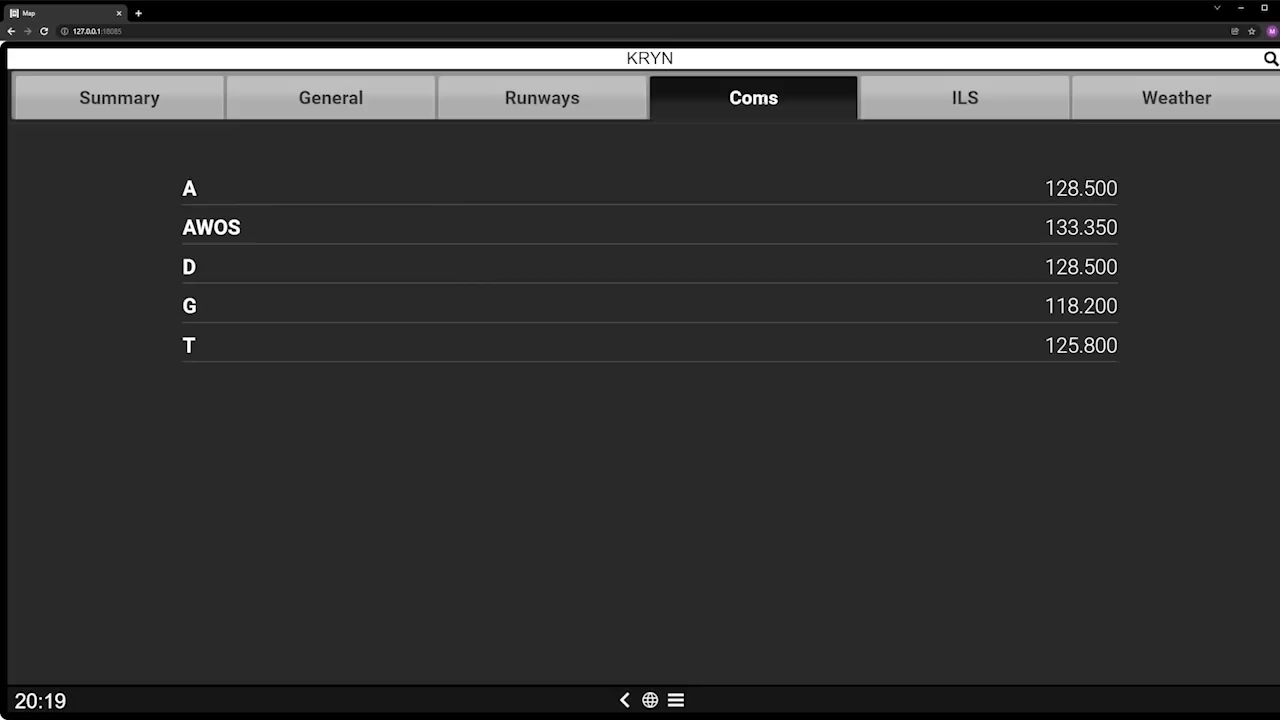 Map
127.0.0.1:18085
M
KRYN
Summary General Runways Coms ILS Weather
A 128.500
AWOS 133.350
D 128.500
G 118.200
T 125.800
20:19